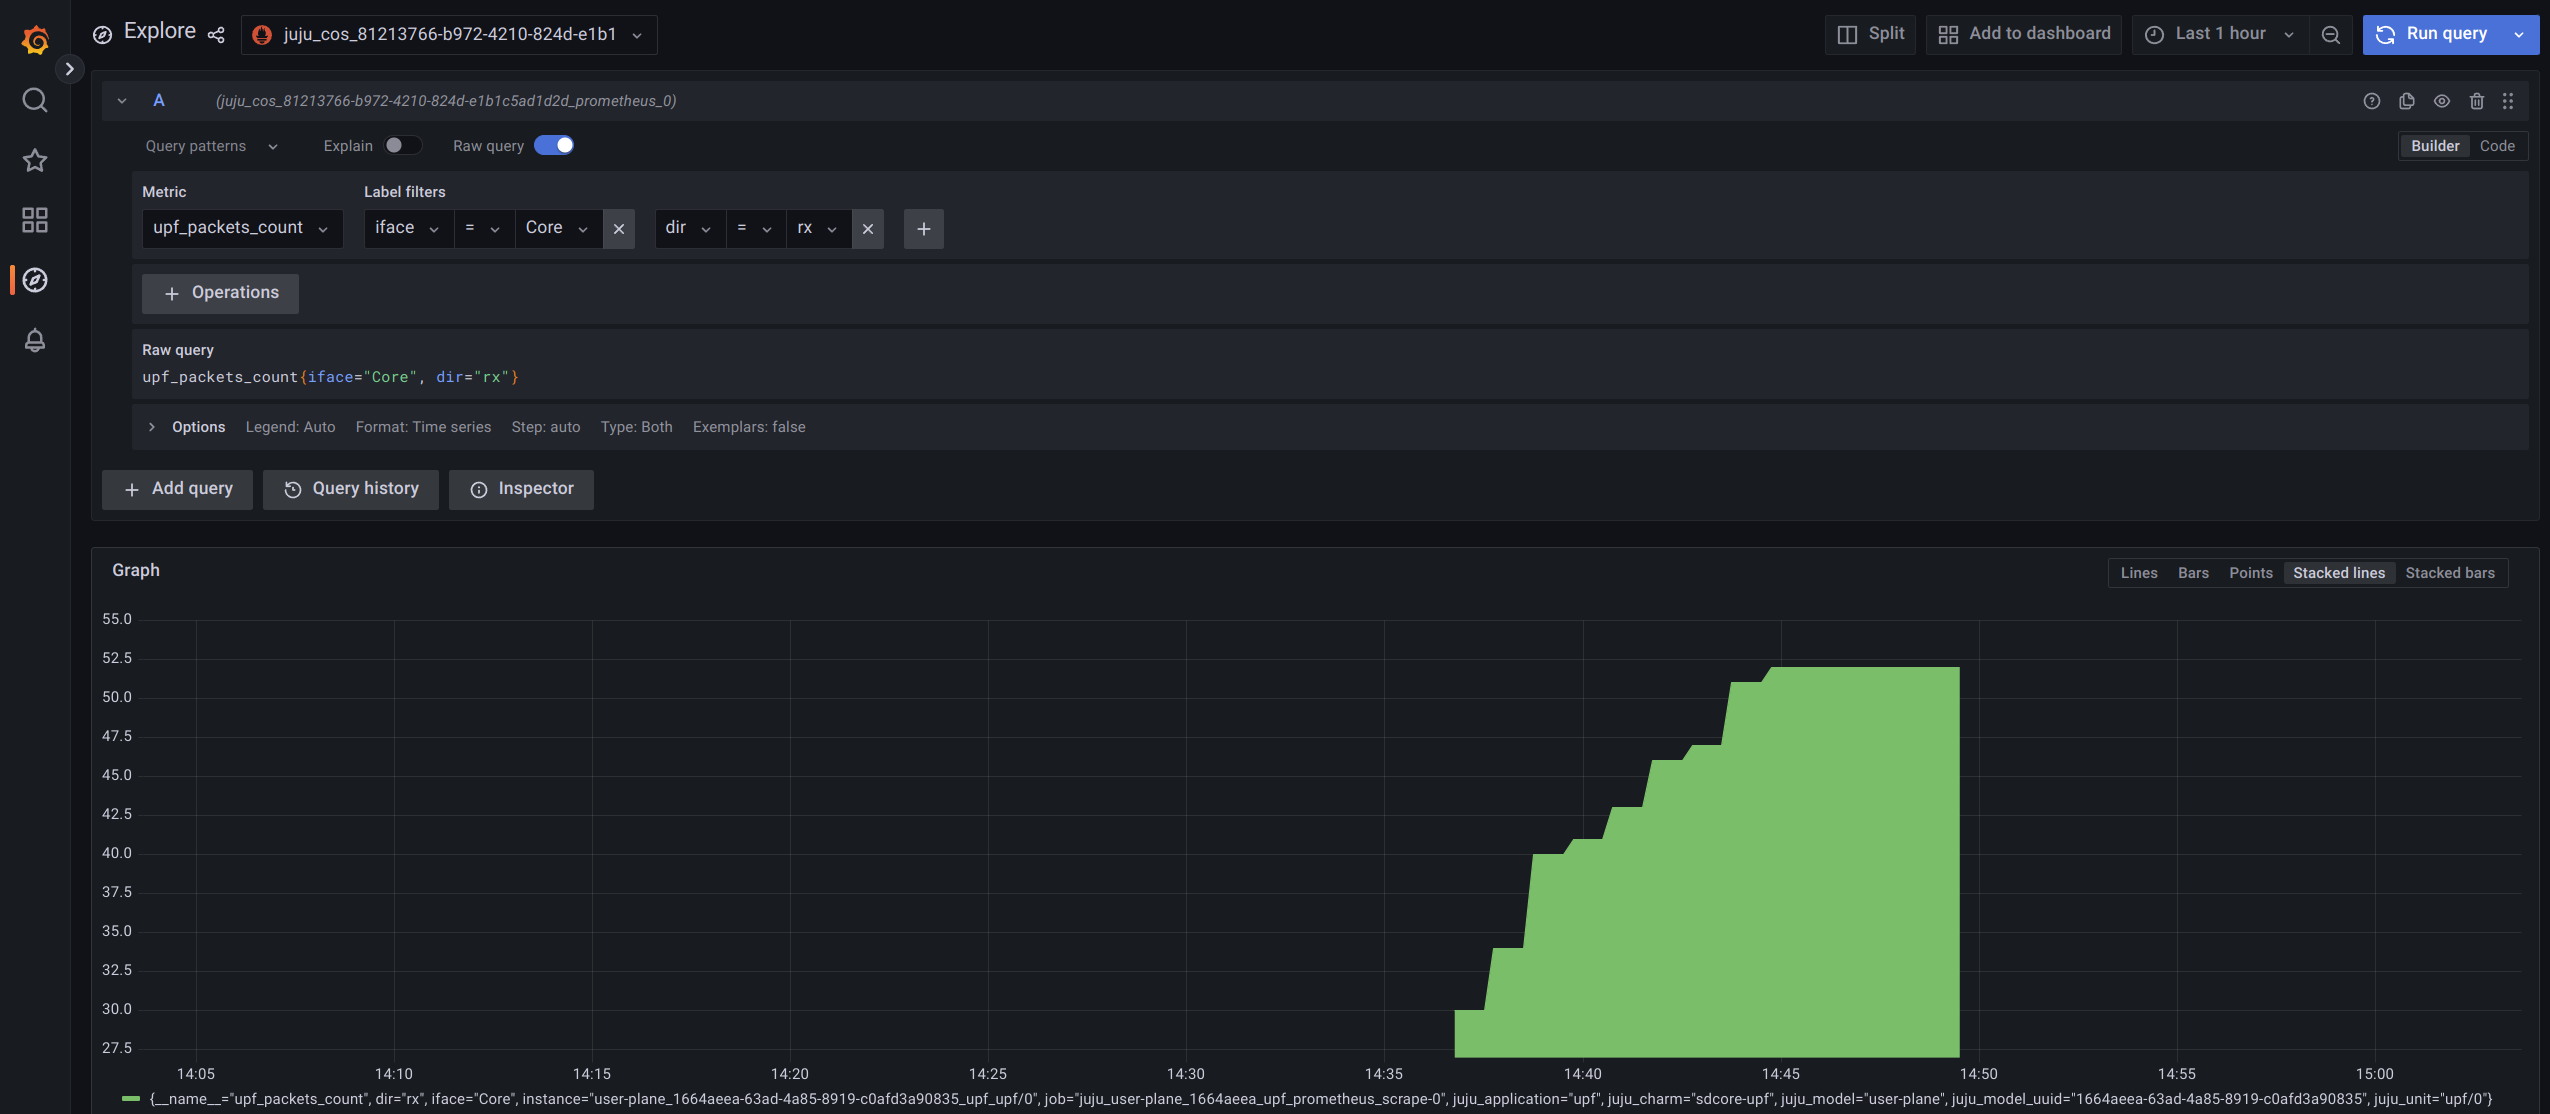 Explore juju_cos_81213766-b972-4210-824d-e1b1 Split Add to dashboard Last 1 hour Run query
A (juju_cos_81213766-b972-4210-824d-e1b1c5ad1d2d_prometheus_0)
Query patterns Explain Raw query Builder Code
Metric Label filters
upf_packets_count iface = Core dir = rx
Operations
Raw query
upf_packets_count{iface="Core", dir="rx"}
Options Legend: Auto Format: Time series Step: auto Type: Both Exemplars: false
Add query Query history Inspector
Graph Lines Bars Points Stacked lines Stacked bars
55.0
52.5
50.0
47.5
45.0
42.5
40.0
37.5
35.0
32.5
30.0
27.5
14:05 14:10 14:15 14:20 14:25 14:30 14:35 14:40 14:45 14:50 14:55 15:00
{__name__="upf_packets_count", dir="rx", iface="Core", instance="user-plane_1664aeea-63ad-4a85-8919-c0afd3a90835_upf_upf/0", job="juju_user-plane_1664aeea_upf_prometheus_scrape-0", juju_application="upf", juju_charm="sdcore-upf", juju_model="user-plane", juju_model_uuid="1664aeea-63ad-4a85-8919-c0afd3a90835", juju_unit="upf/0"}